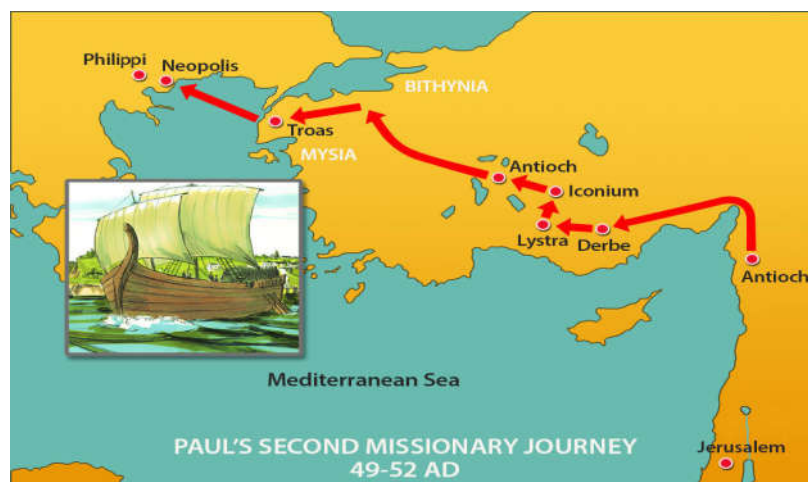 Philippi
Neopolis
BITHYNIA
Troas
MYSIA
Antioch
Iconium
Lystra
Derbe
Antioch
Mediterranean Sea
PAUL'S SECOND MISSIONARY JOURNEY
49-52 AD
Jerusalem